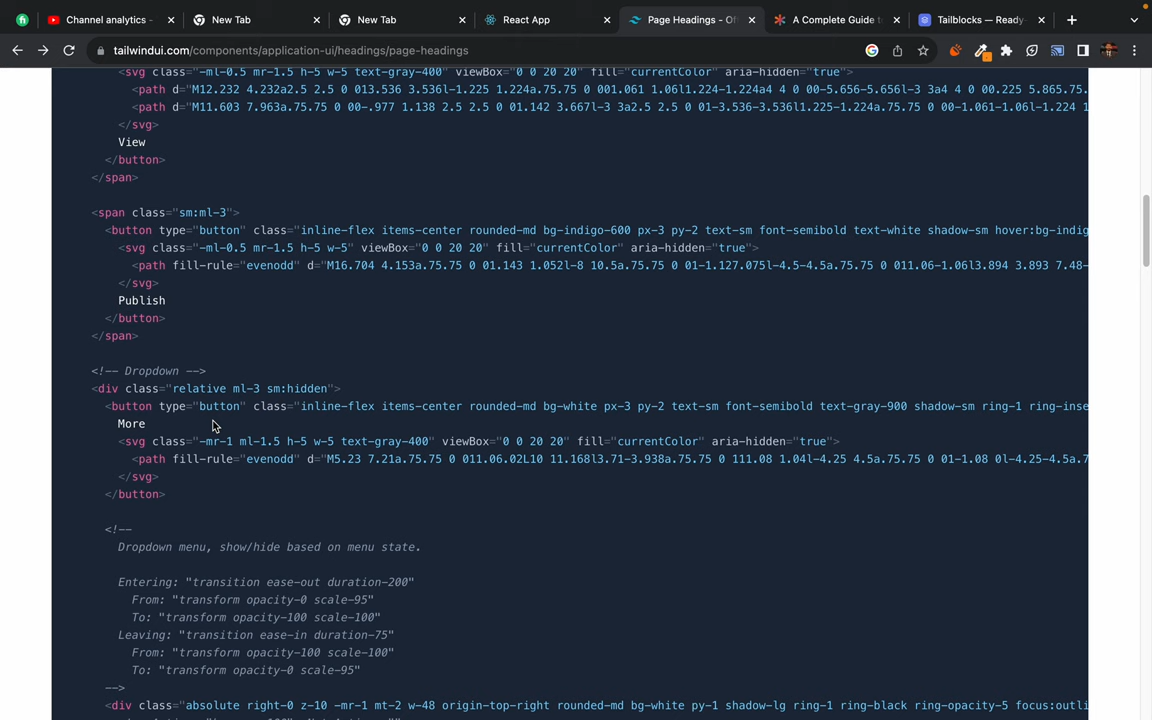 Channel analytics -
New Tab
New Tab
React App
Page Headings - Of
A Complete Guide to
Tailblocks — Ready-
tailwindui.com/components/application-ui/headings/page-headings
<svg class="-ml-0.5 mr-1.5 h-5 w-5 text-gray-400" viewBox="0 0 20 20" fill="currentColor" aria-hidden="true">
<path d="M12.232 4.232a2.5 2.5 0 013.536 3.536l-1.225 1.224a.75.75 0 001.061 1.06l1.224-1.224a4 4 0 00-5.656-5.656l-3 3a4 4 0 00.225 5.865.75.
<path d="M11.603 7.963a.75.75 0 00-.977 1.138 2.5 2.5 0 01.142 3.667l-3 3a2.5 2.5 0 01-3.536-3.536l1.225-1.224a.75.75 0 00-1.061-1.06l-1.224 1
</svg>
View
</button>
</span>
<span class="sm:ml-3">
<button type="button" class="inline-flex items-center rounded-md bg-indigo-600 px-3 py-2 text-sm font-semibold text-white shadow-sm hover:bg-indig
<svg class="-ml-0.5 mr-1.5 h-5 w-5" viewBox="0 0 20 20" fill="currentColor" aria-hidden="true">
<path fill-rule="evenodd" d="M16.704 4.153a.75.75 0 01.143 1.052l-8 10.5a.75.75 0 01-1.127.075l-4.5-4.5a.75.75 0 011.06-1.06l3.894 3.893 7.48-
</svg>
Publish
</button>
</span>
<!-- Dropdown -->
<div class="relative ml-3 sm:hidden">
<button type="button" class="inline-flex items-center rounded-md bg-white px-3 py-2 text-sm font-semibold text-gray-900 shadow-sm ring-1 ring-inse
More
<svg class="-mr-1 ml-1.5 h-5 w-5 text-gray-400" viewBox="0 0 20 20" fill="currentColor" aria-hidden="true">
<path fill-rule="evenodd" d="M5.23 7.21a.75.75 0 011.06.02L10 11.168l3.71-3.938a.75.75 0 111.08 1.04l-4.25 4.5a.75.75 0 01-1.08 0l-4.25-4.5a.7
</svg>
</button>
<!--
Dropdown menu, show/hide based on menu state.
Entering: "transition ease-out duration-200"
From: "transform opacity-0 scale-95"
To: "transform opacity-100 scale-100"
Leaving: "transition ease-in duration-75"
From: "transform opacity-100 scale-100"
To: "transform opacity-0 scale-95"
-->
<div class="absolute right-0 z-10 -mr-1 mt-2 w-48 origin-top-right rounded-md bg-white py-1 shadow-lg ring-1 ring-black ring-opacity-5 focus:outli